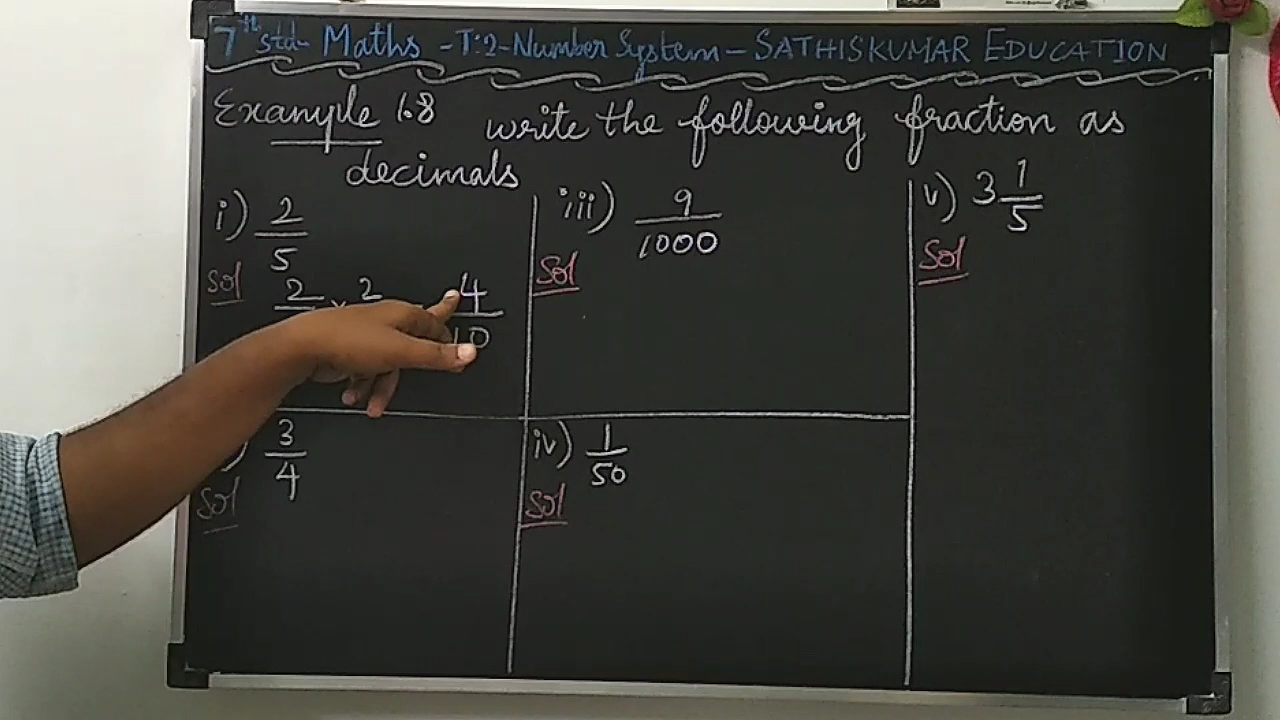 7th std - Maths - T:2 - Number System - SATHISKUMAR EDUCATION
Example 1.8 write the following fraction as
decimals
i) 2/5
Sol
2/ × 2/ 4/10
) 3/4
Sol
iii) 9/1000
Sol
iv) 1/50
Sol
v) 3 1/5
Sol